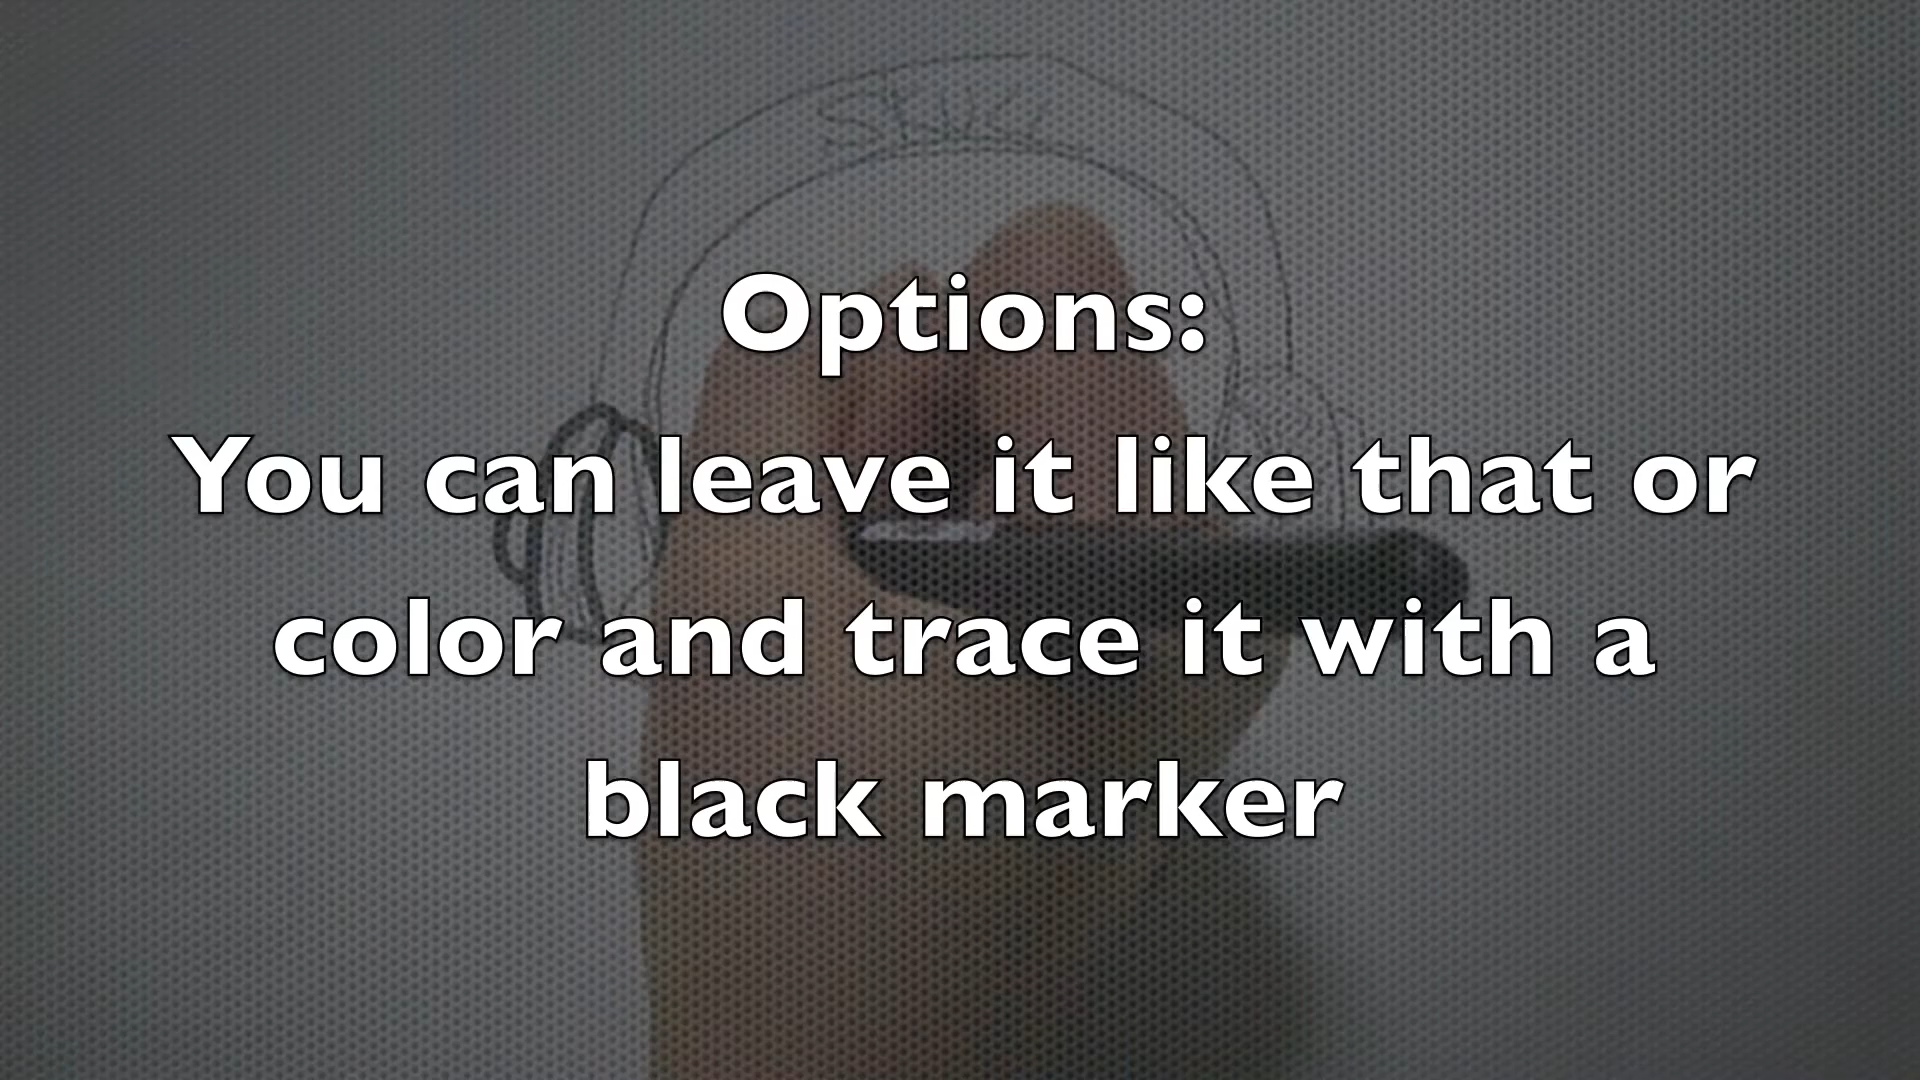 Options:
You can leave it like that or
color and trace it with a
black marker